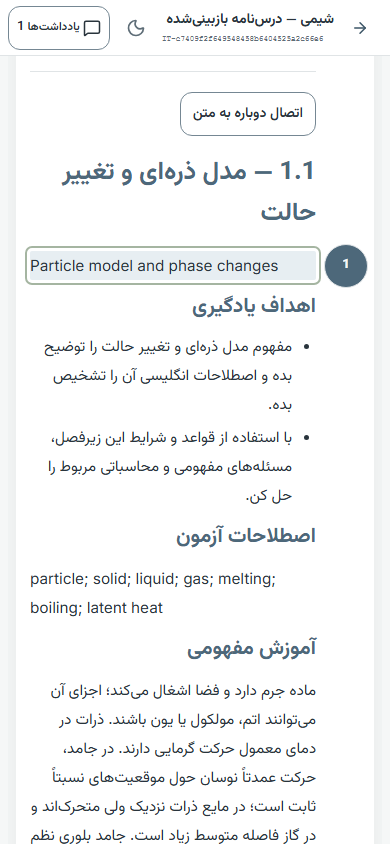 شیمی — درس‌نامه بازبینی‌شده
IT-c7409f2f649548458b6404525a2c66a6
یادداشت‌ها 1
اتصال دوباره به متن
1.1 — مدل ذره‌ای و تغییر
حالت
Particle model and phase changes
1
اهداف یادگیری
• مفهوم مدل ذره‌ای و تغییر حالت را توضیح
بده و اصطلاحات انگلیسی آن را تشخیص
بده.
• با استفاده از قواعد و شرایط این زیرفصل،
مسئله‌های مفهومی و محاسباتی مربوط را
حل کن.
اصطلاحات آزمون
particle; solid; liquid; gas; melting;
boiling; latent heat
آموزش مفهومی
ماده جرم دارد و فضا اشغال می‌کند؛ اجزای آن
می‌توانند اتم، مولکول یا یون باشند. ذرات در
دمای معمول حرکت گرمایی دارند. در جامد،
حرکت عمدتاً نوسان حول موقعیت‌های نسبتاً
ثابت است؛ در مایع ذرات نزدیک ولی متحرک‌اند و
در گاز فاصله متوسط زیاد است. جامد بلوری نظم